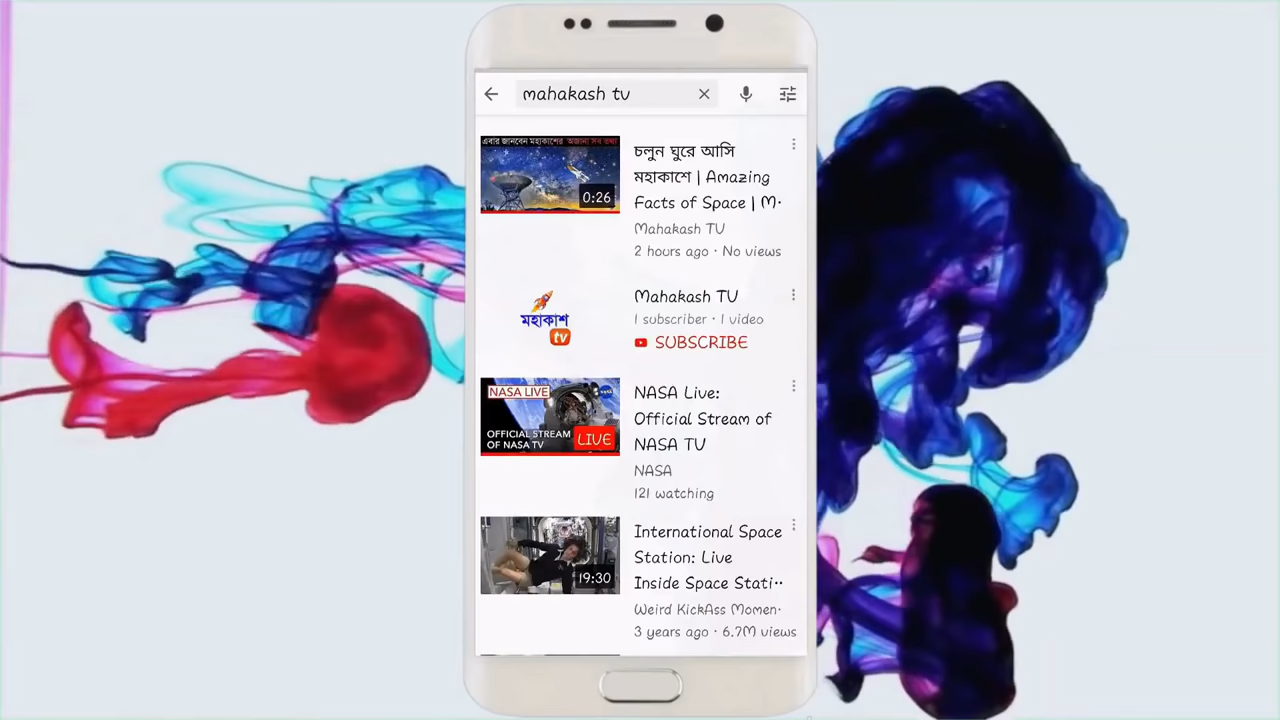 mahakash tv
এবার জানবেন মহাকাশের অজানা সব তথ্য
0:26
চলুন ঘুরে আসি
মহাকাশে | Amazing
Facts of Space | M·
Mahakash TV
2 hours ago · No views
মহাকাশ
tv
Mahakash TV
1 subscriber · 1 video
SUBSCRIBE
NASA LIVE
OFFICIAL STREAM
OF NASA TV
LIVE
NASA Live:
Official Stream of
NASA TV
NASA
121 watching
19:30
International Space
Station: Live
Inside Space Stati··
Weird KickAss Momen·
3 years ago · 6.7M views